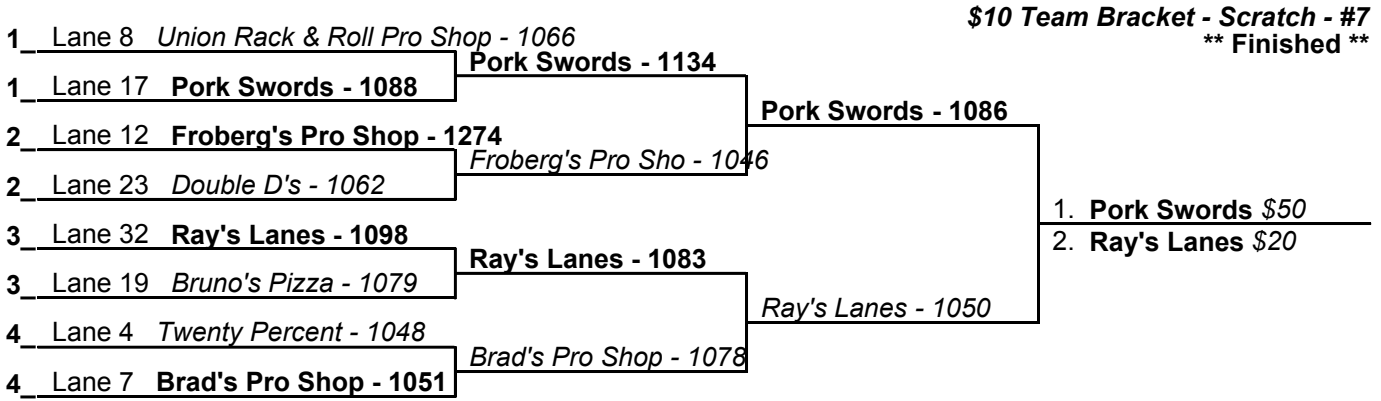 $10 Team Bracket - Scratch - #7
** Finished **
1_ Lane 8 Union Rack & Roll Pro Shop - 1066
Pork Swords - 1134
1_ Lane 17 Pork Swords - 1088
Pork Swords - 1086
2_ Lane 12 Froberg's Pro Shop - 1274
Froberg's Pro Sho - 1046
2_ Lane 23 Double D's - 1062
1. Pork Swords $50
3_ Lane 32 Ray's Lanes - 1098
2. Ray's Lanes $20
Ray's Lanes - 1083
3_ Lane 19 Bruno's Pizza - 1079
Ray's Lanes - 1050
4_ Lane 4 Twenty Percent - 1048
Brad's Pro Shop - 1078
4_ Lane 7 Brad's Pro Shop - 1051